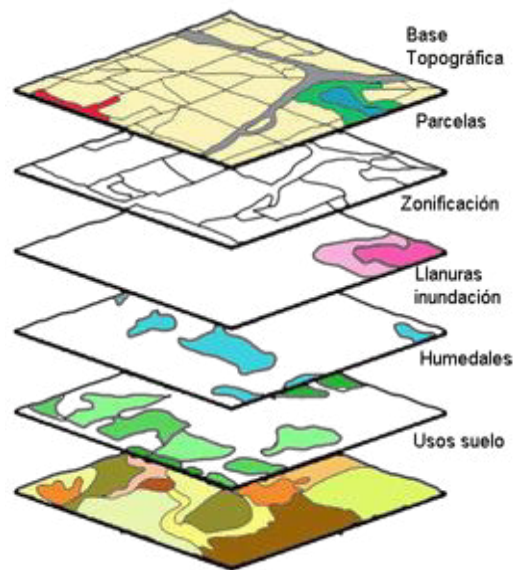 Base
Topográfica
Parcelas
Zonificación
Llanuras
inundación
Humedales
Usos suelo